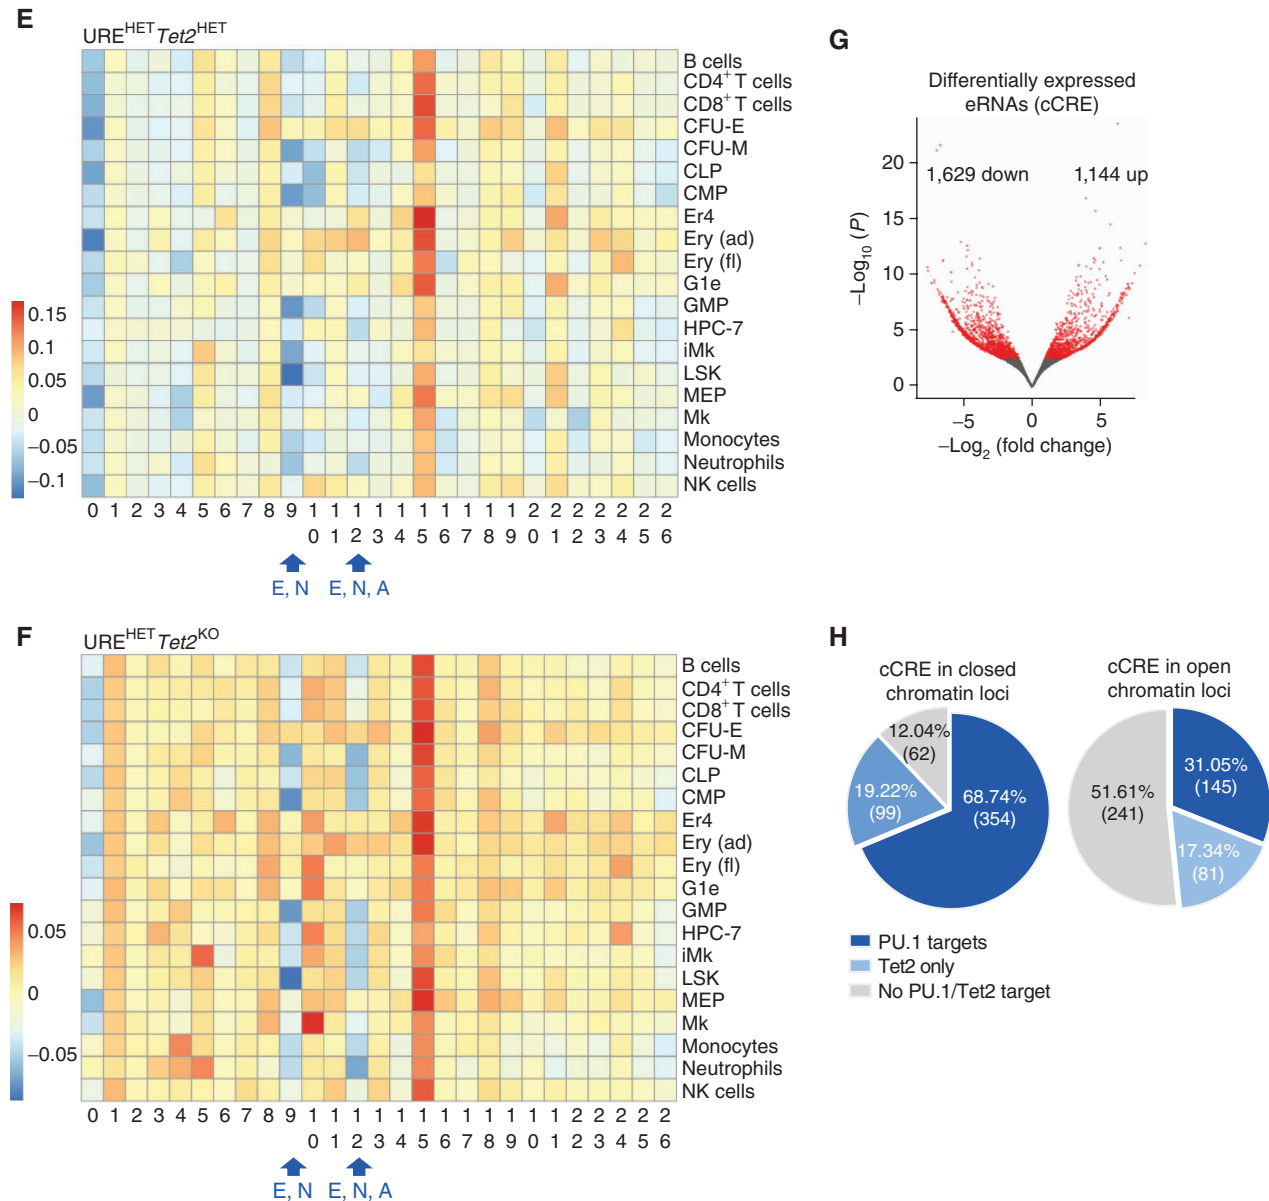 E
URE^HET Tet2^HET
B cells
CD4+ T cells
CD8+ T cells
CFU-E
CFU-M
CLP
CMP
Er4
Ery (ad)
Ery (fl)
G1e
GMP
HPC-7
iMk
LSK
MEP
Mk
Monocytes
Neutrophils
NK cells
0.15
0.1
0.05
0
−0.05
−0.1
0 1 2 3 4 5 6 7 8 9 1 1 1 1 1 1 1 1 1 1 2 2 2 2 2 2 2
0 1 2 3 4 5 6 7 8 9 0 1 2 3 4 5 6
E, N
E, N, A
F
URE^HET Tet2^KO
B cells
CD4+ T cells
CD8+ T cells
CFU-E
CFU-M
CLP
CMP
Er4
Ery (ad)
Ery (fl)
G1e
GMP
HPC-7
iMk
LSK
MEP
Mk
Monocytes
Neutrophils
NK cells
0.05
0
−0.05
0 1 2 3 4 5 6 7 8 9 1 1 1 1 1 1 1 1 1 1 1 1 2 2 2 2 2
0 1 2 3 4 5 6 7 8 9 0 1 2 3 4 5 6
E, N
E, N, A
G
Differentially expressed
eRNAs (cCRE)
1,629 down
1,144 up
20
15
10
5
0
−Log10 (P)
−5
0
5
−Log2 (fold change)
H
cCRE in closed
chromatin loci
12.04%
(62)
19.22%
(99)
68.74%
(354)
cCRE in open
chromatin loci
51.61%
(241)
31.05%
(145)
17.34%
(81)
PU.1 targets
Tet2 only
No PU.1/Tet2 target